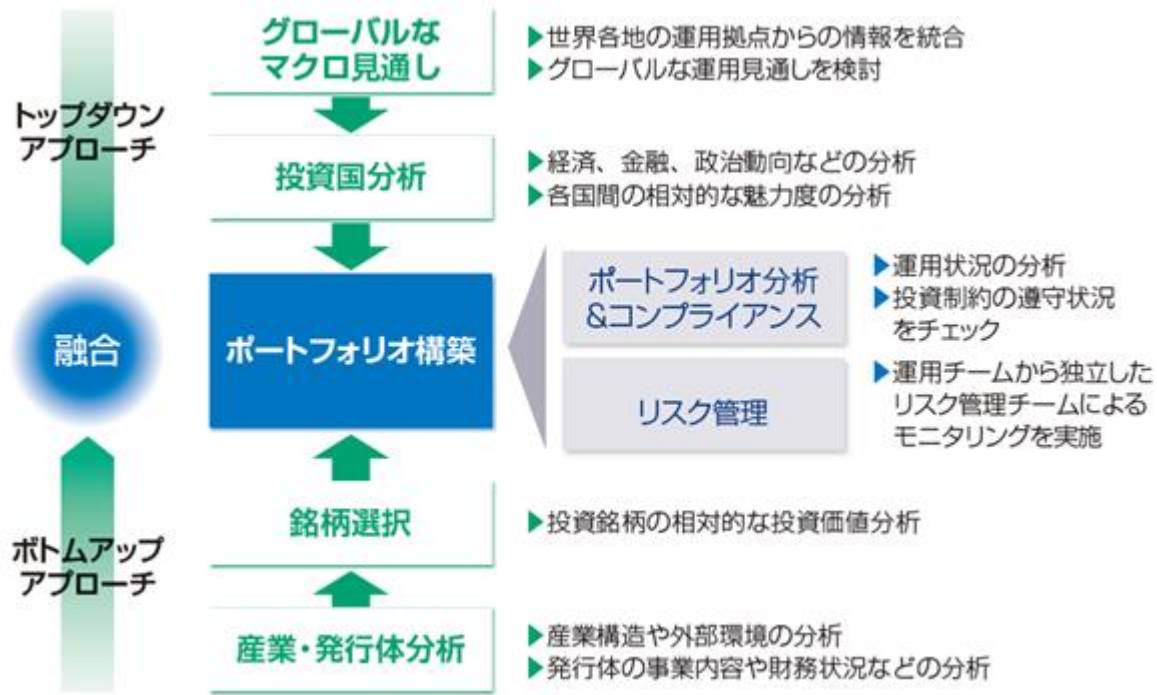 グローバルな
マクロ見通し
▶世界各地の運用拠点からの情報を統合
▶グローバルな運用見通しを検討
トップダウン
アプローチ
投資国分析
▶経済、金融、政治動向などの分析
▶各国間の相対的な魅力度の分析
融合
ポートフォリオ構築
ポートフォリオ分析
&コンプライアンス
▶運用状況の分析
▶投資制約の遵守状況
をチェック
リスク管理
▶運用チームから独立した
リスク管理チームによる
モニタリングを実施
ボトムアップ
アプローチ
銘柄選択
▶投資銘柄の相対的な投資価値分析
産業・発行体分析
▶産業構造や外部環境の分析
▶発行体の事業内容や財務状況などの分析